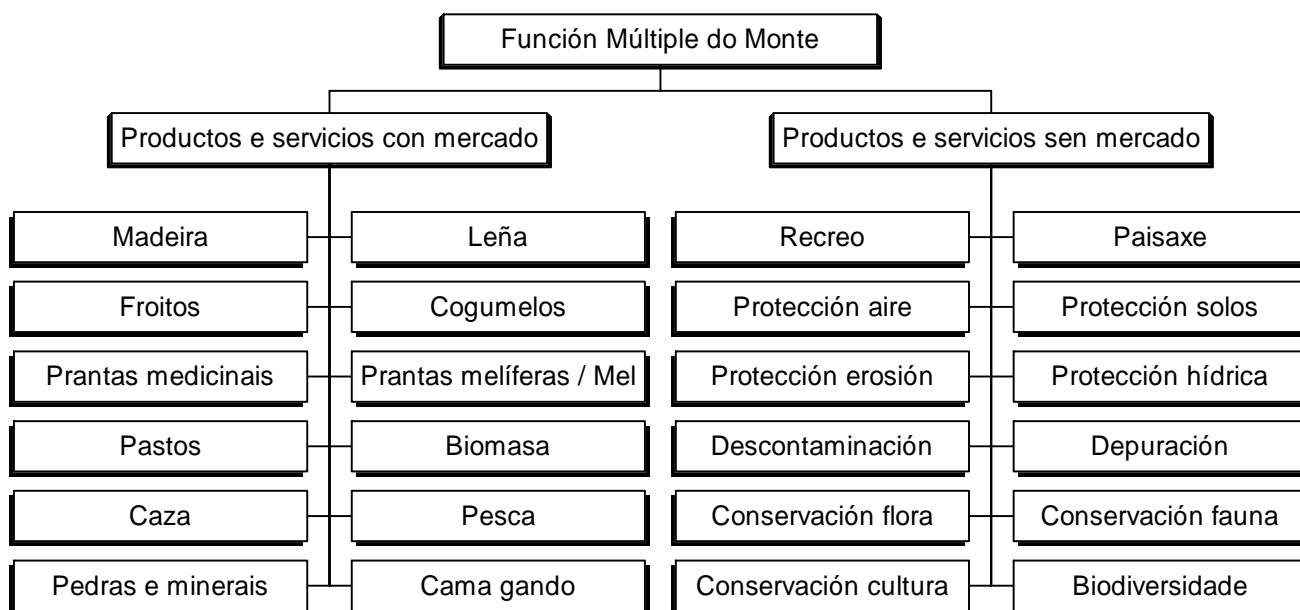 Función Múltiple do Monte
Productos e servicios con mercado
Productos e servicios sen mercado
Madeira
Leña
Recreo
Paisaxe
Froitos
Cogumelos
Protección aire
Protección solos
Prantas medicinais
Prantas melíferas / Mel
Protección erosión
Protección hídrica
Pastos
Biomasa
Descontaminación
Depuración
Caza
Pesca
Conservación flora
Conservación fauna
Pedras e minerais
Cama gando
Conservación cultura
Biodiversidade